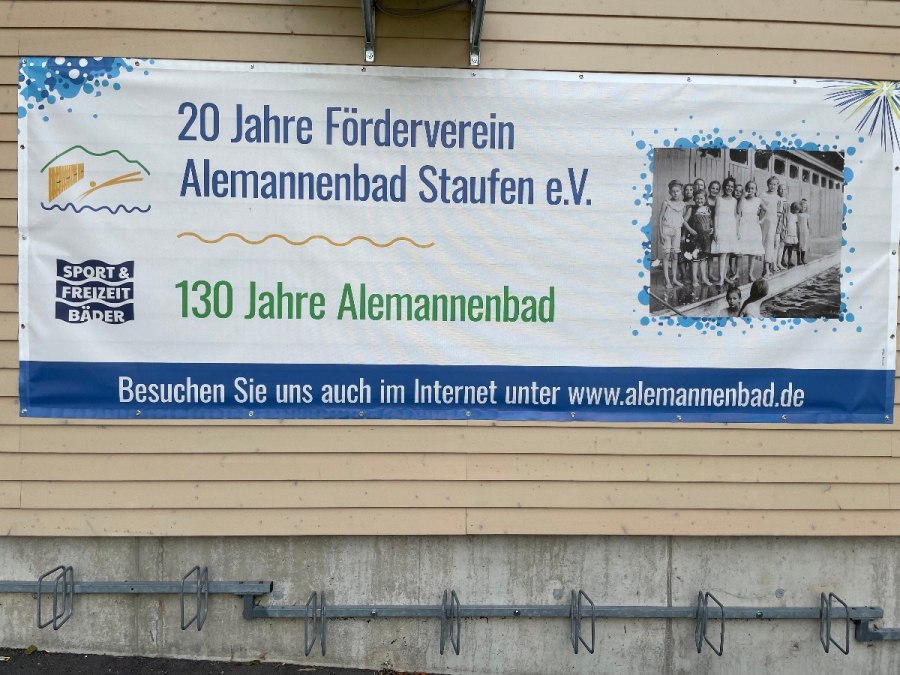 20 Jahre Förderverein
Alemannenbad Staufen e.V.
SPORT &
FREIZEIT
BÄDER
130 Jahre Alemannenbad
Besuchen Sie uns auch im Internet unter www.alemannenbad.de